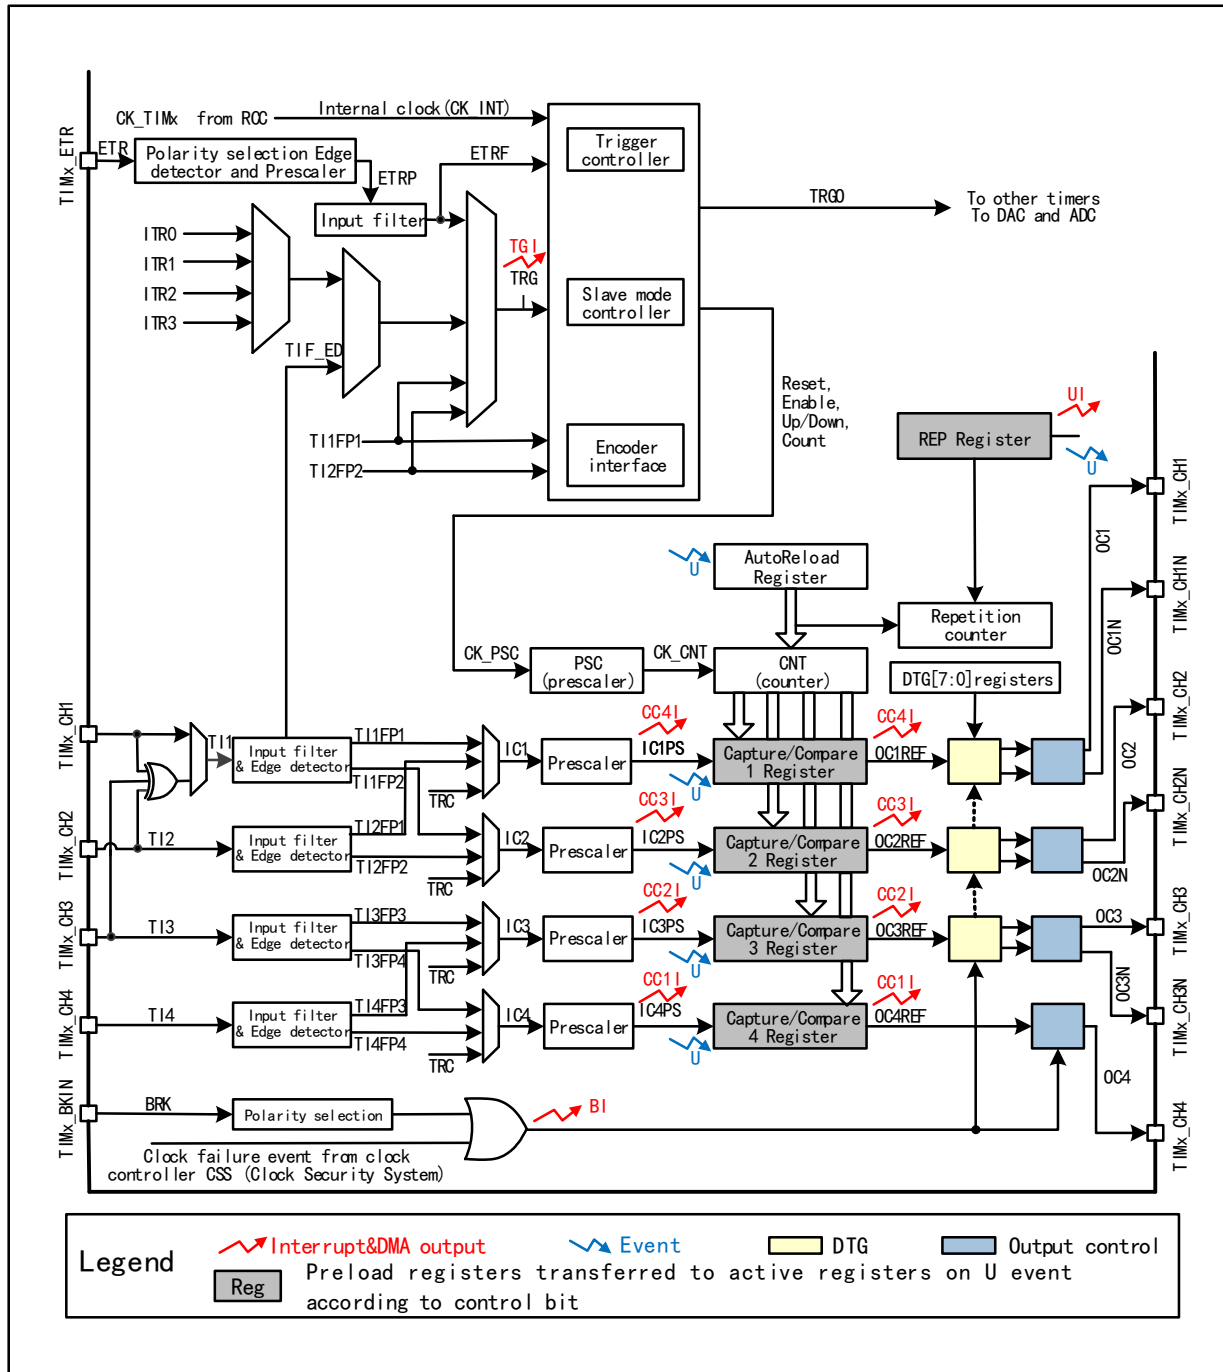 CK_TIMx from RCC
Internal clock(CK_INT)
TIMx_ETR
ETR
Polarity selection Edge
detector and Prescaler
ETRP
ETRF
Input filter
Trigger
controller
TRGO
To other timers
To DAC and ADC
ITR0
ITR1
ITR2
ITR3
TGI
TRG
Slave mode
controller
TIF_ED
TI1FP1
TI2FP2
Encoder
interface
Reset,
Enable,
Up/Down,
Count
REP Register
UI
U
U
AutoReload
Register
Repetition
counter
CK_PSC
PSC
(prescaler)
CK_CNT
CNT
(counter)
DTG[7:0]registers
TIMx_CH1
TI1
Input filter
& Edge detector
TI1FP1
TI1FP2
TRC
IC1
Prescaler
CC4I
IC1PS
U
Capture/Compare
1 Register
CC4I
OC1REF
OC1
TIMx_CH1
OC1N
TIMx_CH1N
TIMx_CH2
TI2
Input filter
& Edge detector
TI2FP1
TI2FP2
TRC
IC2
Prescaler
CC3I
IC2PS
U
Capture/Compare
2 Register
CC3I
OC2REF
OC2
TIMx_CH2
OC2N
TIMx_CH2N
TIMx_CH3
TI3
Input filter
& Edge detector
TI3FP3
TI3FP4
TRC
IC3
Prescaler
CC2I
IC3PS
U
Capture/Compare
3 Register
CC2I
OC3REF
OC3
TIMx_CH3
OC3N
TIMx_CH3N
TIMx_CH4
TI4
Input filter
& Edge detector
TI4FP3
TI4FP4
TRC
IC4
Prescaler
CC1I
IC4PS
U
Capture/Compare
4 Register
CC1I
OC4REF
OC4
TIMx_CH4
TIMx_BKIN
BRK
Polarity selection
BI
Clock failure event from clock
controller CSS (Clock Security System)
Legend
Interrupt&DMA output
Event
DTG
Output control
Reg
Preload registers transferred to active registers on U event
according to control bit